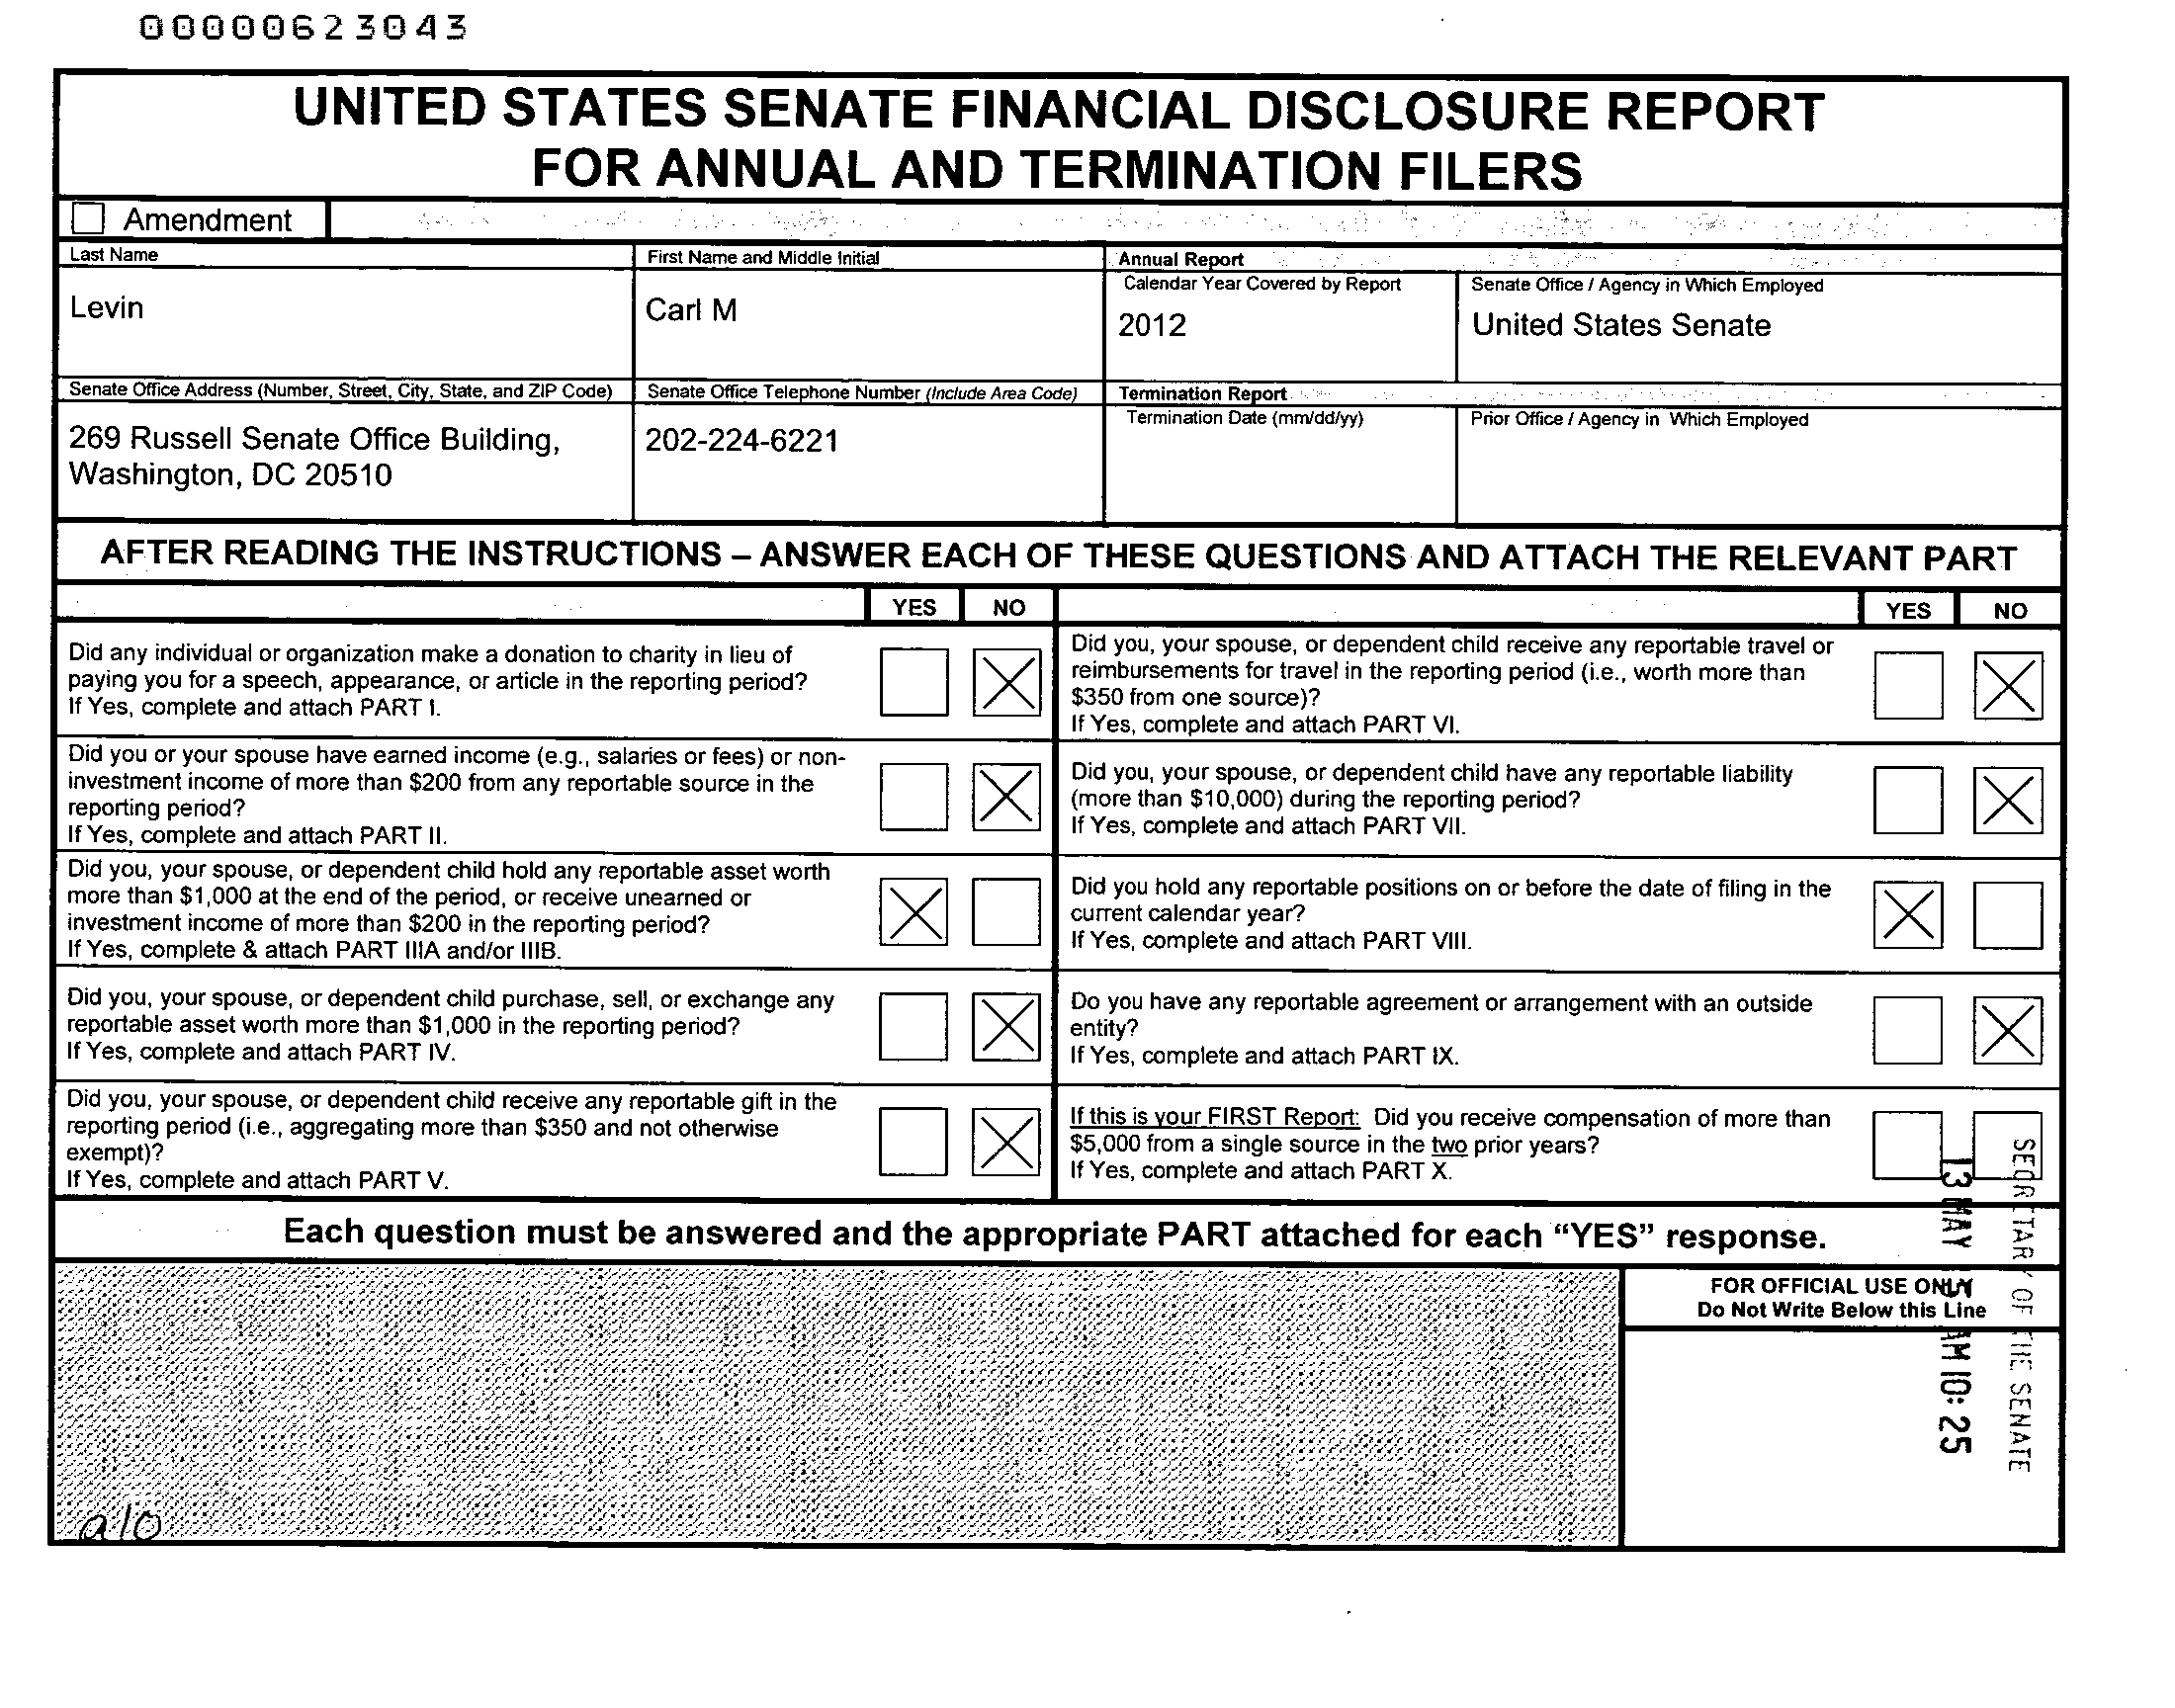 00000623043
UNITED STATES SENATE FINANCIAL DISCLOSURE REPORT
FOR ANNUAL AND TERMINATION FILERS
Amendment
Last Name
First Name and Middle Initial
Annual Report
Calendar Year Covered by Report
Senate Office / Agency in Which Employed
Levin
Carl M
2012
United States Senate
Senate Office Address (Number, Street, City, State, and ZIP Code)
Senate Office Telephone Number (Include Area Code)
Termination Report
Termination Date (mm/dd/yy)
Prior Office / Agency in Which Employed
269 Russell Senate Office Building,
Washington, DC 20510
202-224-6221
AFTER READING THE INSTRUCTIONS – ANSWER EACH OF THESE QUESTIONS AND ATTACH THE RELEVANT PART
YES
NO
YES
NO
Did any individual or organization make a donation to charity in lieu of
paying you for a speech, appearance, or article in the reporting period?
If Yes, complete and attach PART I.
Did you, your spouse, or dependent child receive any reportable travel or
reimbursements for travel in the reporting period (i.e., worth more than
$350 from one source)?
If Yes, complete and attach PART VI.
Did you or your spouse have earned income (e.g., salaries or fees) or non-
investment income of more than $200 from any reportable source in the
reporting period?
If Yes, complete and attach PART II.
Did you, your spouse, or dependent child have any reportable liability
(more than $10,000) during the reporting period?
If Yes, complete and attach PART VII.
Did you, your spouse, or dependent child hold any reportable asset worth
more than $1,000 at the end of the period, or receive unearned or
investment income of more than $200 in the reporting period?
If Yes, complete & attach PART IIIA and/or IIIB.
Did you hold any reportable positions on or before the date of filing in the
current calendar year?
If Yes, complete and attach PART VIII.
Did you, your spouse, or dependent child purchase, sell, or exchange any
reportable asset worth more than $1,000 in the reporting period?
If Yes, complete and attach PART IV.
Do you have any reportable agreement or arrangement with an outside
entity?
If Yes, complete and attach PART IX.
Did you, your spouse, or dependent child receive any reportable gift in the
reporting period (i.e., aggregating more than $350 and not otherwise
exempt)?
If Yes, complete and attach PART V.
If this is your FIRST Report: Did you receive compensation of more than
$5,000 from a single source in the two prior years?
If Yes, complete and attach PART X.
Each question must be answered and the appropriate PART attached for each “YES” response.
FOR OFFICIAL USE ONLY
Do Not Write Below this Line
SECRETARY OF THE SENATE
13 MAY AM 10: 25